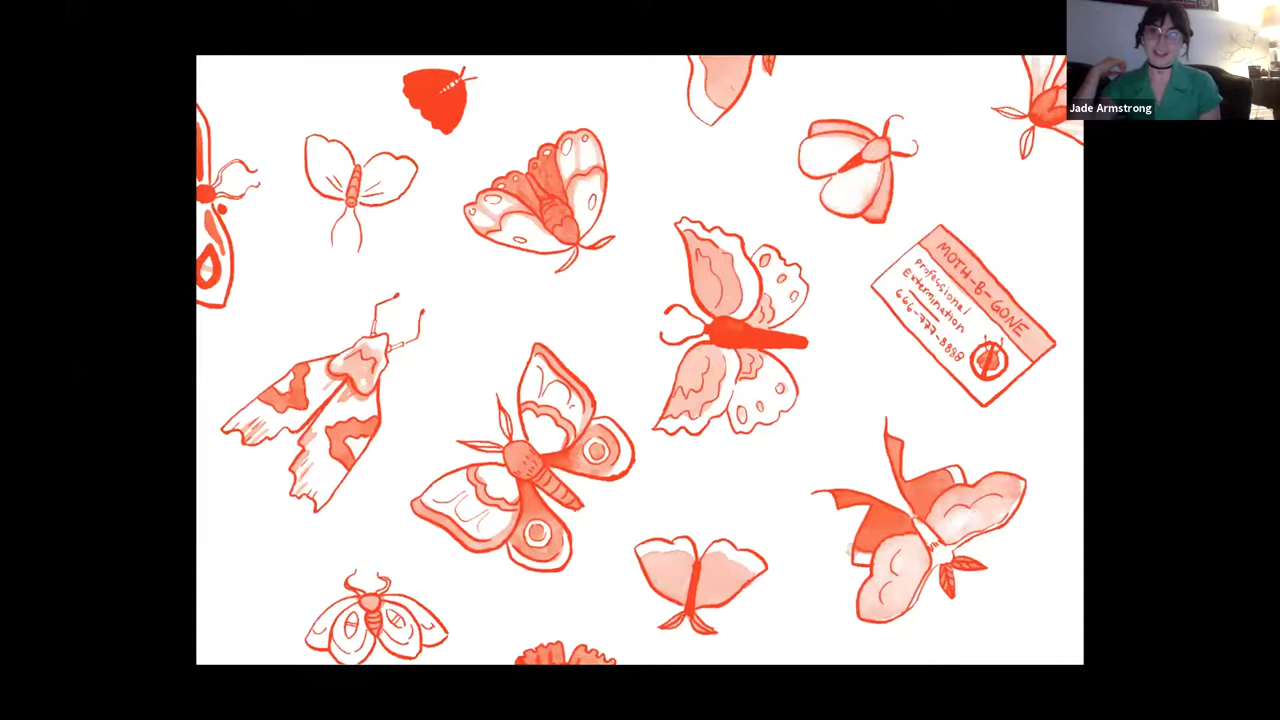 Jade Armstrong
MOTH-B-GONE
professional
Extermination
666-777-8888